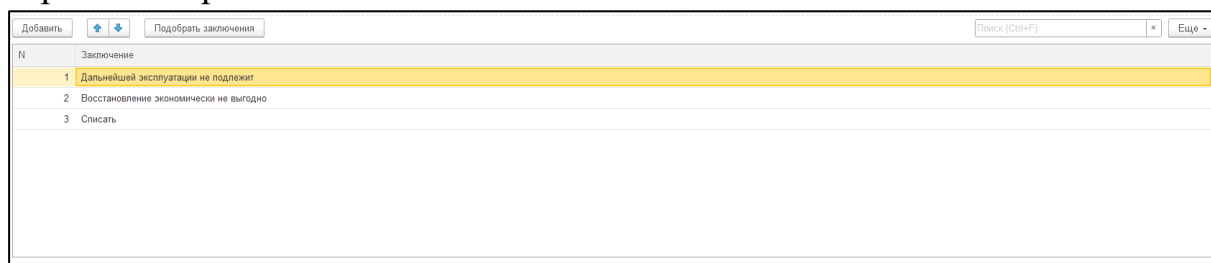 Добавить Подобрать заключения Поиск (Ctrl+F) × Еще
N Заключение
1 Дальнейшей эксплуатации не подлежит
2 Восстановление экономически не выгодно
3 Списать